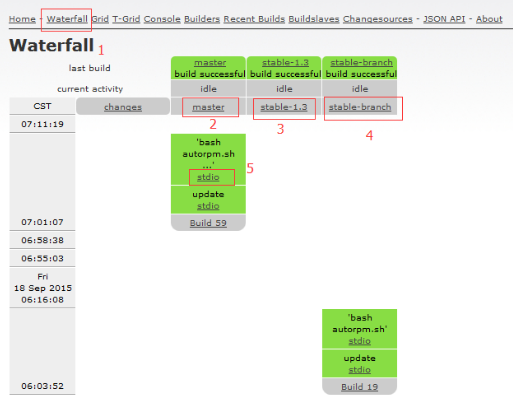 Home - Waterfall Grid T-Grid Console Builders Recent Builds Buildslaves Changesources - JSON API - About
Waterfall 1
last build master build successful stable-1.3 build successful stable-branch build successful
current activity idle idle idle
CST changes master stable-1.3 stable-branch
2 3 4
07:11:19
'bash
autorpm.sh
...'
stdio 5
update
stdio
07:01:07 Build 59
06:58:38
06:55:03
Fri
18 Sep 2015
06:16:08
'bash
autorpm.sh'
stdio
update
stdio
06:03:52 Build 19